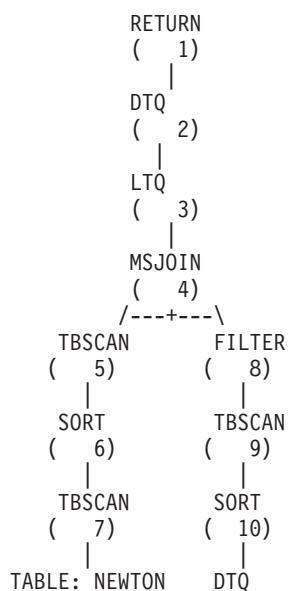 RETURN
( 1)
|
DTQ
( 2)
|
LTQ
( 3)
|
MSJOIN
( 4)
/---+---\
TBSCAN FILTER
( 5) ( 8)
| |
SORT TBSCAN
( 6) ( 9)
| |
TBSCAN SORT
( 7) ( 10)
| |
TABLE: NEWTON DTQ